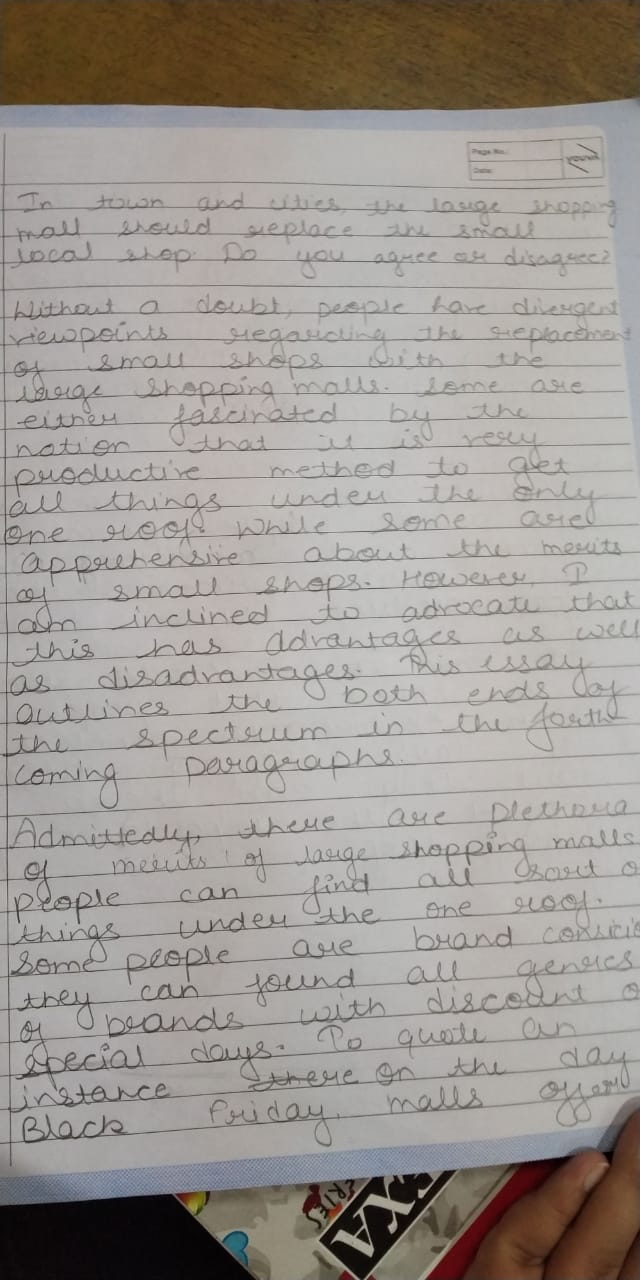 Page No.
Date:
youva
In town and cities, the large shopping
mall should replace the small
local shop. Do you agree or disagree?
Without a doubt, people have divergent
viewpoints regarding the replacement
of small shops with the
large shopping malls. Some are
either fascinated by the
notion that it is very
productive method to get
all things under the only
one roof. While some are
apprehensive about the merits
of small shops. However, I
am inclined to advocate that
this has advantages as well
as disadvantages. This essay
outlines the both ends of
the spectrum in the forth
coming paragraphs.
Admittedly, there are plethora
of merits of large shopping malls
people can find all sort o
things under the one roof.
Some people are brand conscio
they can found all genres
of brands with discount o
special days. To quote an
instance there on the day
Black Friday, malls offer
VA
ERIES